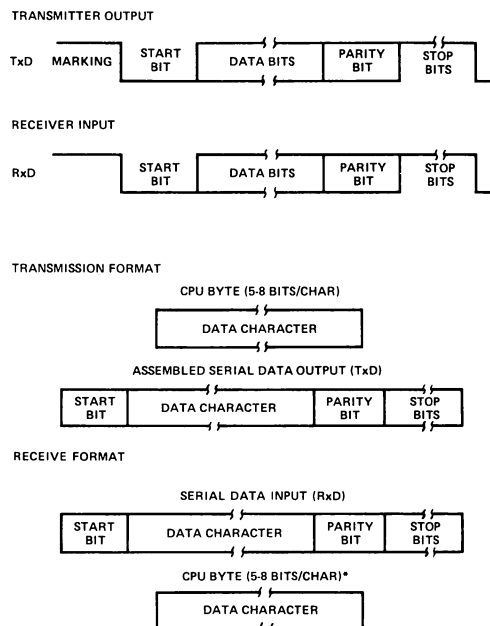 TRANSMITTER OUTPUT
TxD MARKING START BIT DATA BITS PARITY BIT STOP BITS
RECEIVER INPUT
RxD START BIT DATA BITS PARITY BIT STOP BITS
TRANSMISSION FORMAT
CPU BYTE (5-8 BITS/CHAR)
DATA CHARACTER
ASSEMBLED SERIAL DATA OUTPUT (TxD)
START BIT DATA CHARACTER PARITY BIT STOP BITS
RECEIVE FORMAT
SERIAL DATA INPUT (RxD)
START BIT DATA CHARACTER PARITY BIT STOP BITS
CPU BYTE (5-8 BITS/CHAR)*
DATA CHARACTER